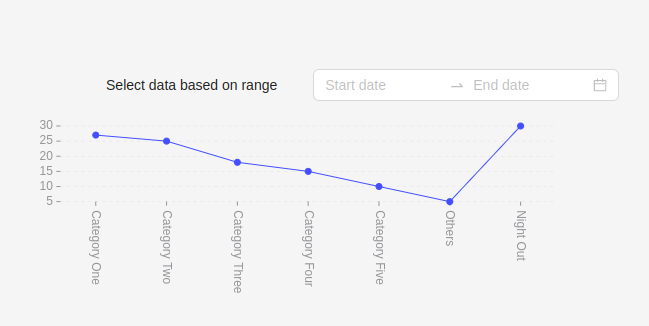 Select data based on range
Start date
End date
30
25
20
15
10
5
Category One
Category Two
Category Three
Category Four
Category Five
Others
Night Out